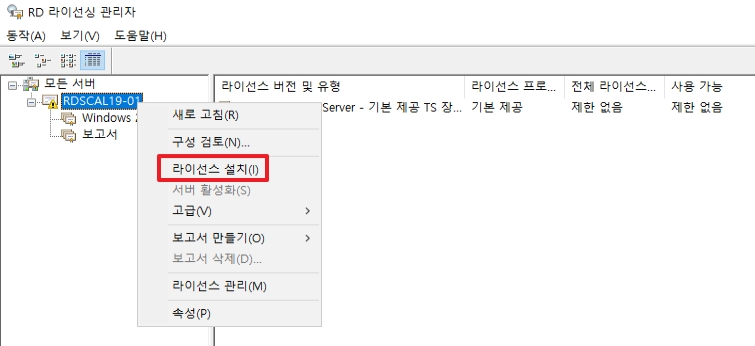 RD 라이선싱 관리자
동작(A) 보기(V) 도움말(H)
모든 서버
RDSCAL19-01
Windows 2
보고서
라이선스 버전 및 유형 라이선스 프로... 전체 라이선스... 사용 가능
Server - 기본 제공 TS 장... 기본 제공 제한 없음 제한 없음
새로 고침(R)
구성 검토(N)...
라이선스 설치(I)
서버 활성화(S)
고급(V)
보고서 만들기(O)
보고서 삭제(D)...
라이선스 관리(M)
속성(P)